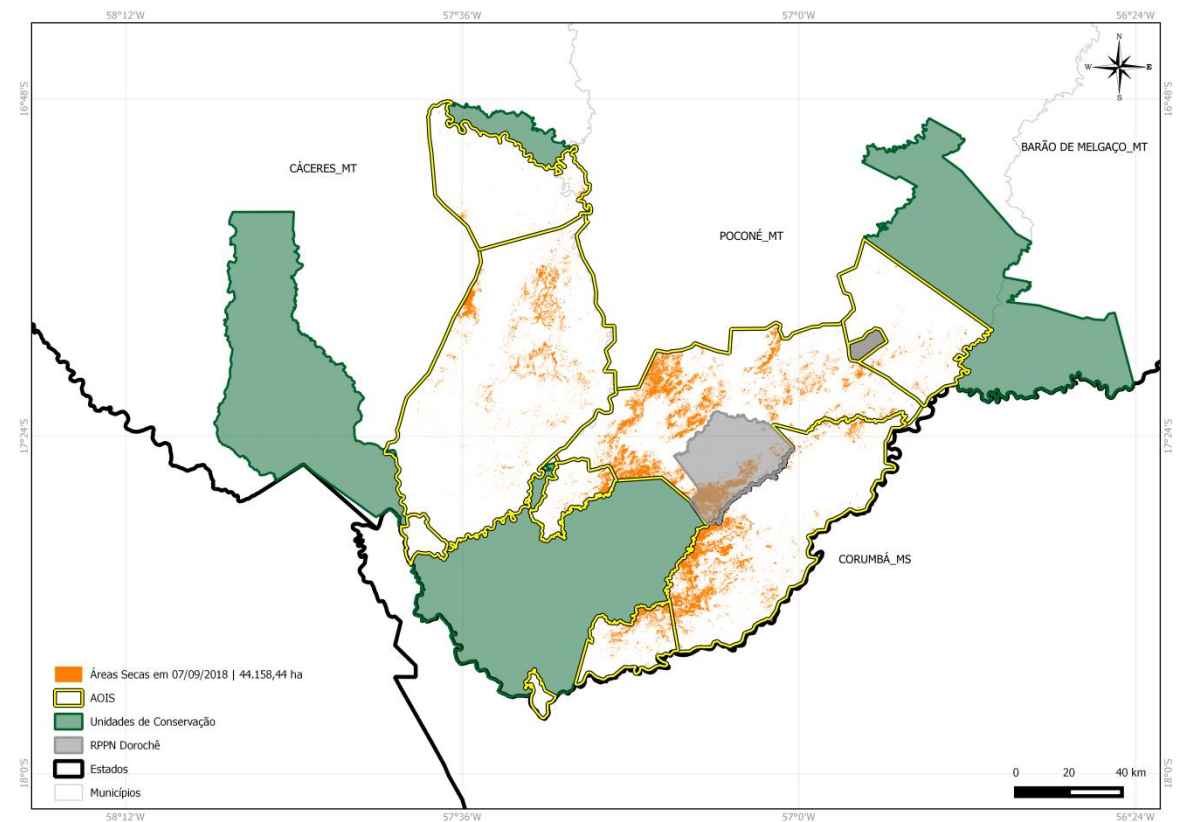 58°12'W 57°36'W 57°0'W 56°24'W
N
W E
S
16°48'S 16°48'S
BARÃO DE MELGAÇO_MT
CÁCERES_MT
POCONÉ_MT
17°24'S 17°24'S
CORUMBÁ_MS
Áreas Secas em 07/09/2018 | 44.158,44 ha
AOIS
Unidades de Conservação
RPPN Dorochê
Estados
Municípios
0 20 40 km
18°0'S 18°0'S
58°12'W 57°36'W 57°0'W 56°24'W